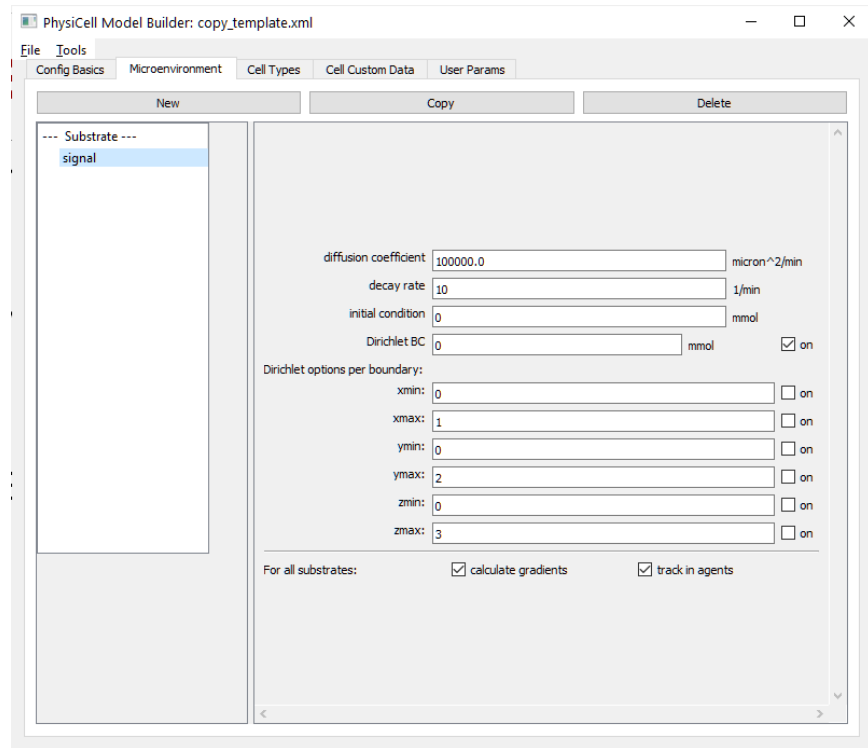 PhysiCell Model Builder: copy_template.xml
File Tools
Config Basics Microenvironment Cell Types Cell Custom Data User Params
New Copy Delete
--- Substrate ---
signal
diffusion coefficient 100000.0 micron^2/min
decay rate 10 1/min
initial condition 0 mmol
Dirichlet BC 0 mmol on
Dirichlet options per boundary:
xmin: 0 on
xmax: 1 on
ymin: 0 on
ymax: 2 on
zmin: 0 on
zmax: 3 on
For all substrates: calculate gradients track in agents